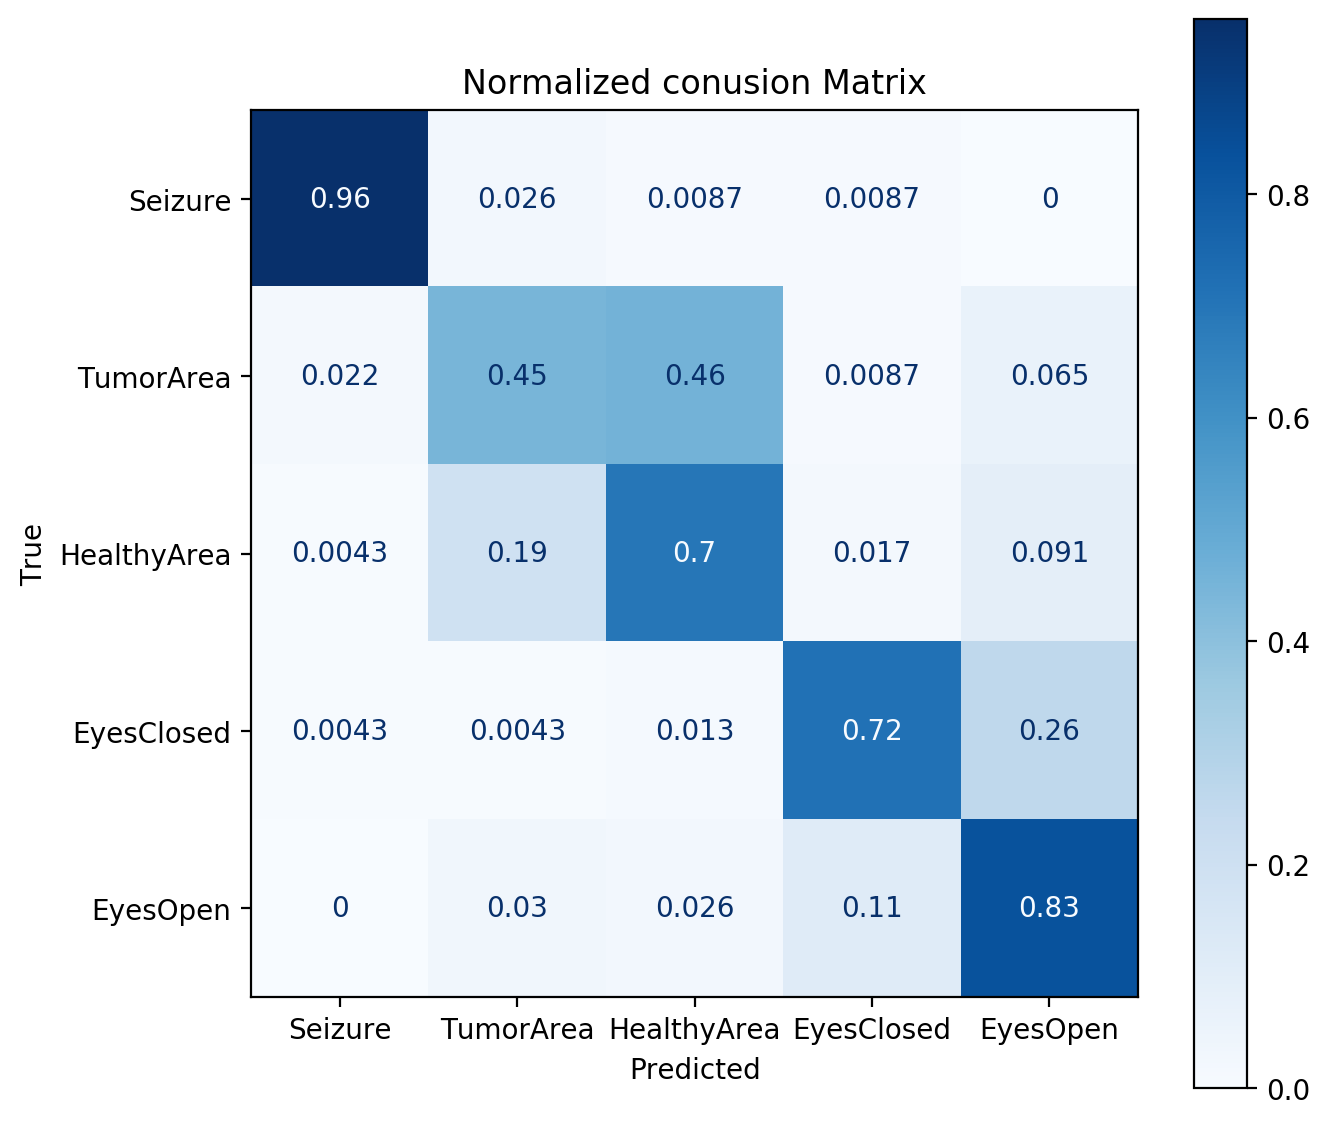 Normalized conusion Matrix
Seizure 0.96 0.026 0.0087 0.0087 0
TumorArea 0.022 0.45 0.46 0.0087 0.065
HealthyArea 0.0043 0.19 0.7 0.017 0.091
EyesClosed 0.0043 0.0043 0.013 0.72 0.26
EyesOpen 0 0.03 0.026 0.11 0.83
Seizure TumorArea HealthyArea EyesClosed EyesOpen
Predicted
True
0.8
0.6
0.4
0.2
0.0